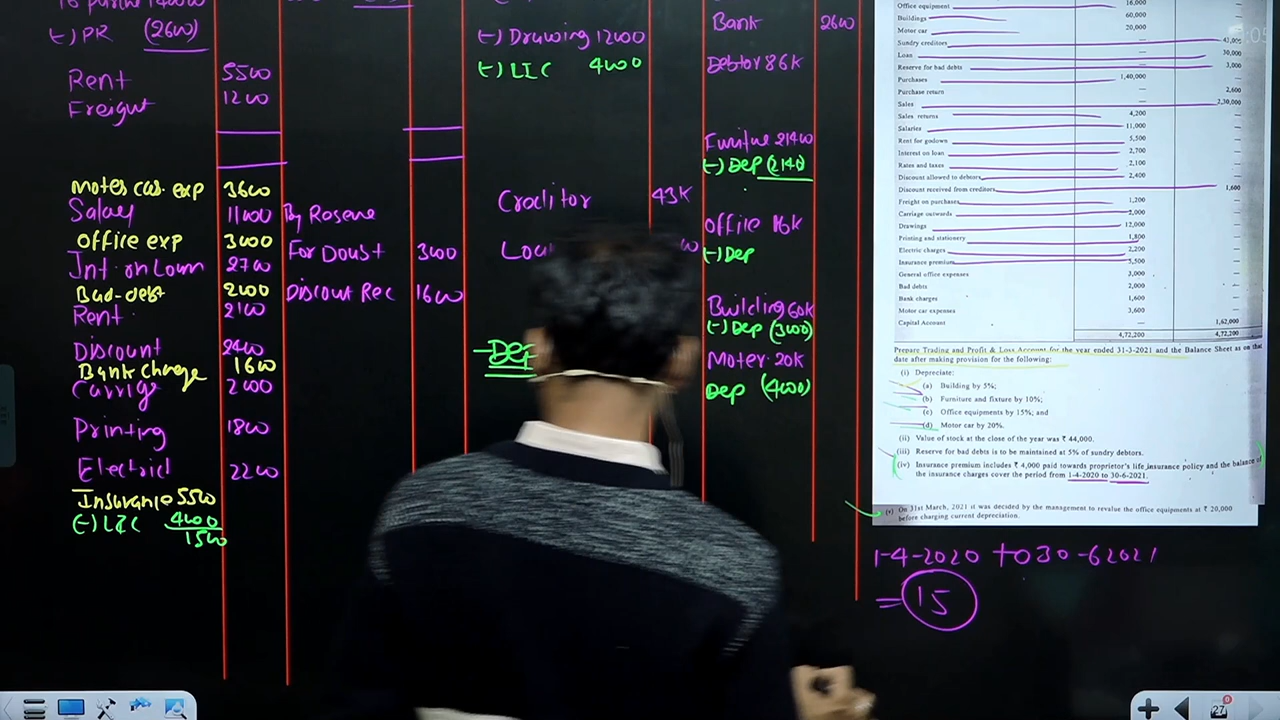 (-) PR (2600)
Rent 5500
Freight 1200
Motes car. exp 3600
Salary 11000
Office exp 3000
Int. on Loan 2700
Bad-debt 2000
Rent 2100
Discount 2400
Bank charge 1600
Carrige 2000
Printing 1800
Electric 2200
Insurance 5500
(-) LIC 4000
1500
By Reserve
For Doubt 3000
Discount Rec 1600
(-) Drawing 12000
(-) LIC 4000
Creditor 43K
Bank 2600
Debtor 86k
Furniture 21400
(-) Dep (2140)
Office 16k
(-) Dep
Building 60k
(-) Dep (3000)
Moter 20k
Dep (4000)
Office equipment 16,000 —
Buildings 60,000 —
Motor car 20,000 —
Sundry creditors — 43,000
Loan — 30,000
Reserve for bad debts — 3,000
Purchases 1,40,000 —
Purchase return — 2,600
Sales — 2,30,000
Sales returns 4,200 —
Salaries 11,000 —
Rent for godown 5,500 —
Interest on loan 2,700 —
Rates and taxes 2,100 —
Discount allowed to debtors 2,400 —
Discount received from creditors — 1,600
Freight on purchases 1,200 —
Carriage outwards 2,000 —
Drawings 12,000 —
Printing and stationery 1,800 —
Electric charges 2,200 —
Insurance premium 5,500 —
General office expenses 3,000 —
Bad debts 2,000 —
Bank charges 1,600 —
Motor car expenses 3,600 —
Capital Account — 1,62,000
4,72,200 4,72,200
Prepare Trading and Profit & Loss Account for the year ended 31-3-2021 and the Balance Sheet as on that
date after making provision for the following:
(i) Depreciate:
(a) Building by 5%;
(b) Furniture and fixture by 10%;
(c) Office equipments by 15%; and
(d) Motor car by 20%.
(ii) Value of stock at the close of the year was ₹ 44,000.
(iii) Reserve for bad debts is to be maintained at 5% of sundry debtors.
(iv) Insurance premium includes ₹ 4,000 paid towards proprietor's life insurance policy and the balance of
the insurance charges cover the period from 1-4-2020 to 30-6-2021.
(v) On 31st March, 2021 it was decided by the management to revalue the office equipments at ₹ 20,000
before charging current depreciation.
1-4-2020 to 30-6 2021
= 15
27